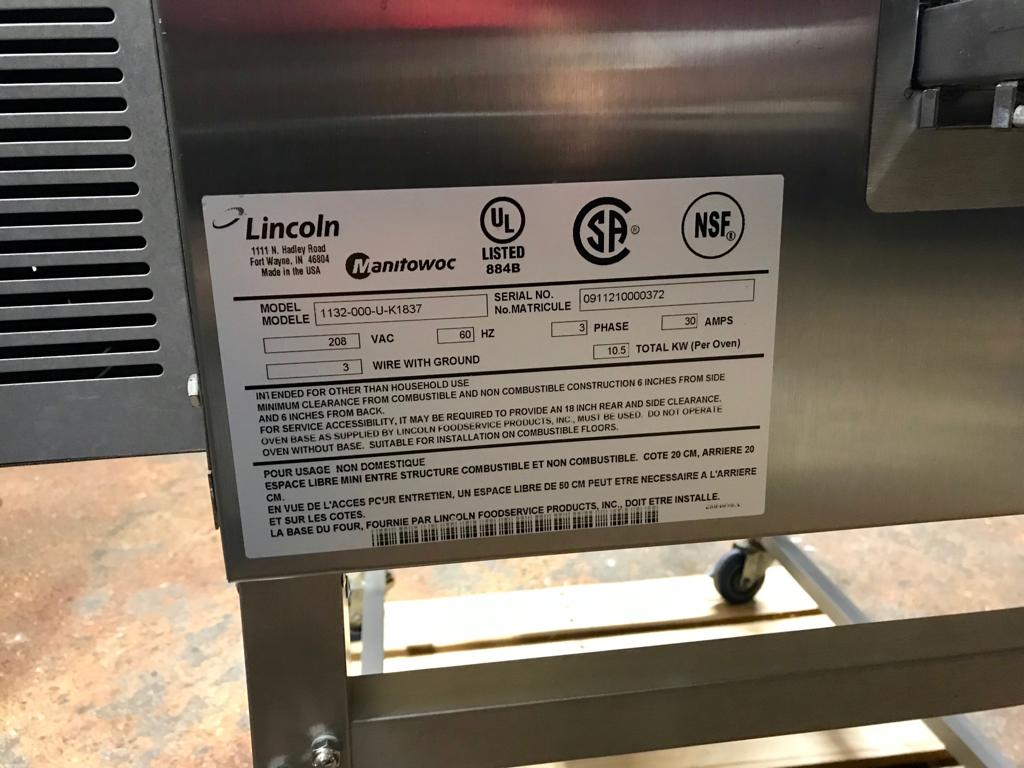 Lincoln
1111 N. Hadley Road
Fort Wayne, IN 46804
Made in the USA
Manitowoc
UL
LISTED
884B
SA ®
NSF®
MODEL
MODELE
1132-000-U-K1837
SERIAL NO.
No.MATRICULE
0911210000372
208 VAC
60 HZ
3 PHASE
30 AMPS
3 WIRE WITH GROUND
10.5 TOTAL KW (Per Oven)
INTENDED FOR OTHER THAN HOUSEHOLD USE
MINIMUM CLEARANCE FROM COMBUSTIBLE AND NON COMBUSTIBLE CONSTRUCTION 6 INCHES FROM SIDE
AND 6 INCHES FROM BACK.
FOR SERVICE ACCESSIBILITY, IT MAY BE REQUIRED TO PROVIDE AN 18 INCH REAR AND SIDE CLEARANCE.
OVEN BASE AS SUPPLIED BY LINCOLN FOODSERVICE PRODUCTS, INC., MUST BE USED. DO NOT OPERATE
OVEN WITHOUT BASE. SUITABLE FOR INSTALLATION ON COMBUSTIBLE FLOORS.
POUR USAGE NON DOMESTIQUE
ESPACE LIBRE MINI ENTRE STRUCTURE COMBUSTIBLE ET NON COMBUSTIBLE. COTE 20 CM, ARRIERE 20
CM.
EN VUE DE L'ACCES POUR ENTRETIEN, UN ESPACE LIBRE DE 50 CM PEUT ETRE NECESSAIRE A L'ARRIERE
ET SUR LES COTES.
LA BASE DU FOUR, FOURNIE PAR LINCOLN FOODSERVICE PRODUCTS, INC., DOIT ETRE INSTALLE.